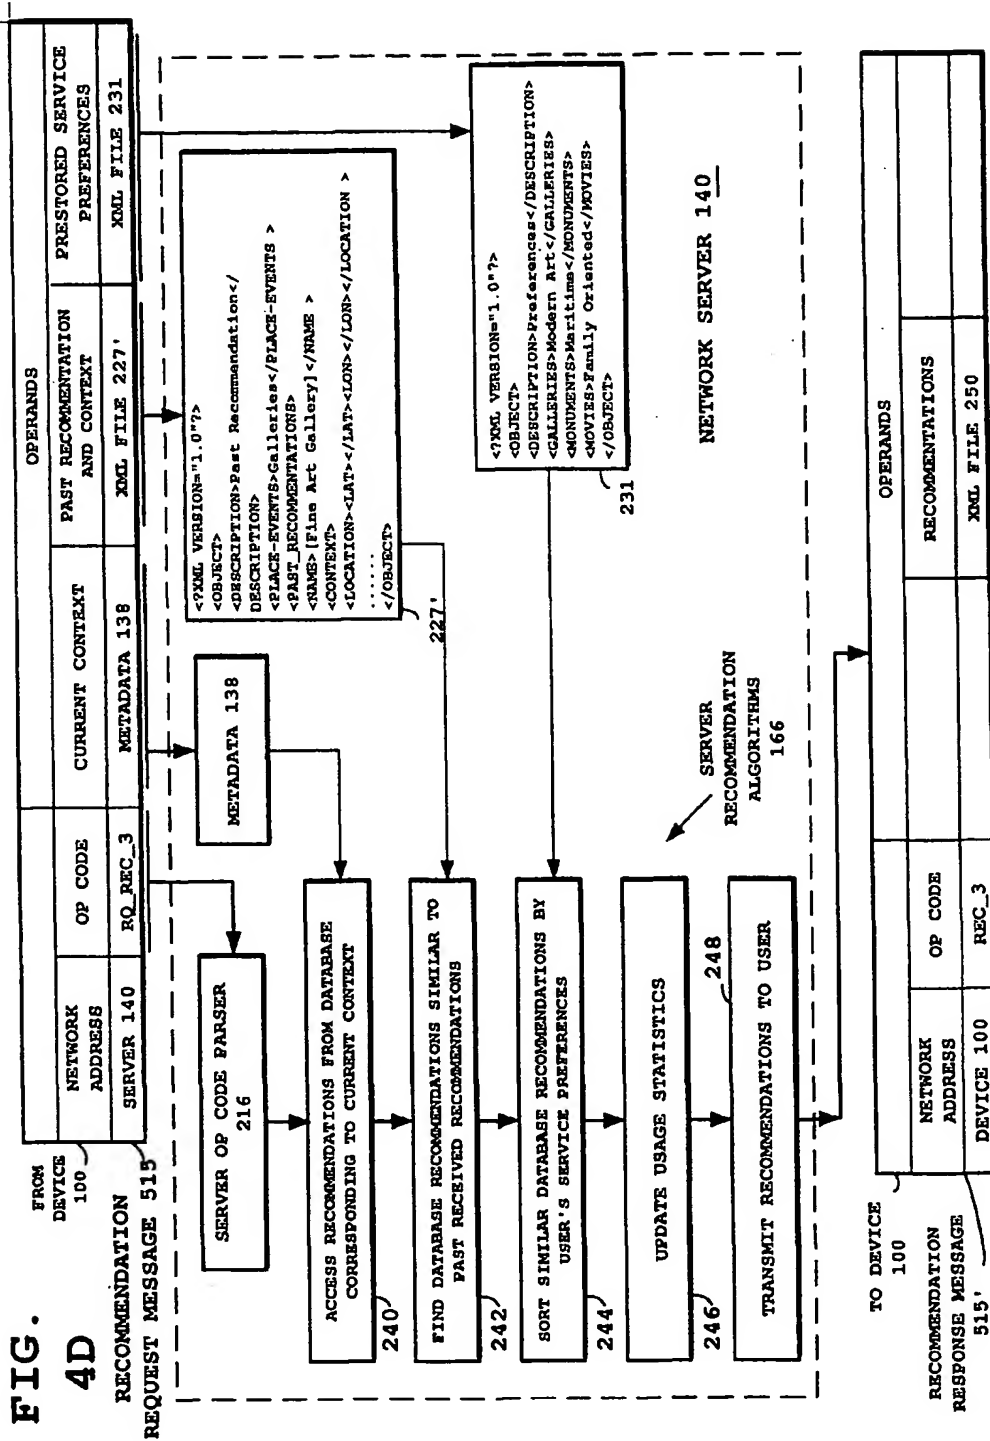 FIG.
4D
FROM
DEVICE
100
RECOMMENDATION
REQUEST MESSAGE 515
OPERANDS
NETWORK
ADDRESS
OP CODE
CURRENT CONTEXT
PAST RECOMMENTATION
AND CONTEXT
PRESTORED SERVICE
PREFERENCES
SERVER 140
RQ_REC_3
METADATA 138
XML FILE 227'
XML FILE 231
SERVER OP CODE PARSER
216
METADATA 138
<?XML VERSION="1.0"?>
<OBJECT>
<DESCRIPTION>Past Recommendation</
DESCRIPTION>
<PLACE-EVENTS>Galleries</PLACE-EVENTS >
<PAST_RECOMMENTATIONS>
<NAME>[Fine Art Gallery]</NAME >
<CONTEXT>
<LOCATION><LAT></LAT><LON></LON></LOCATION >
......
</OBJECT>
227'
<?XML VERSION="1.0"?>
<OBJECT>
<DESCRIPTION>Preferences</DESCRIPTION>
<GALLERIES>Modern Art</GALLERIES>
<MONUMENTS>Maritime</MONUMENTS>
<MOVIES>Family Oriented</MOVIES>
</OBJECT>
231
ACCESS RECOMMENDATIONS FROM DATABASE
CORRESPONDING TO CURRENT CONTEXT
240
FIND DATABASE RECOMMENDATIONS SIMILAR TO
PAST RECEIVED RECOMMENDATIONS
242
SORT SIMILAR DATABASE RECOMMENDATIONS BY
USER'S SERVICE PREFERENCES
244
UPDATE USAGE STATISTICS
246
248
TRANSMIT RECOMMENDATIONS TO USER
SERVER
RECOMMENDATION
ALGORITHMS
166
NETWORK SERVER 140
TO DEVICE
100
RECOMMENDATION
RESPONSE MESSAGE
515'
OPERANDS
NETWORK
ADDRESS
OP CODE
RECOMMENTATIONS
DEVICE 100
REC_3
XML FILE 250